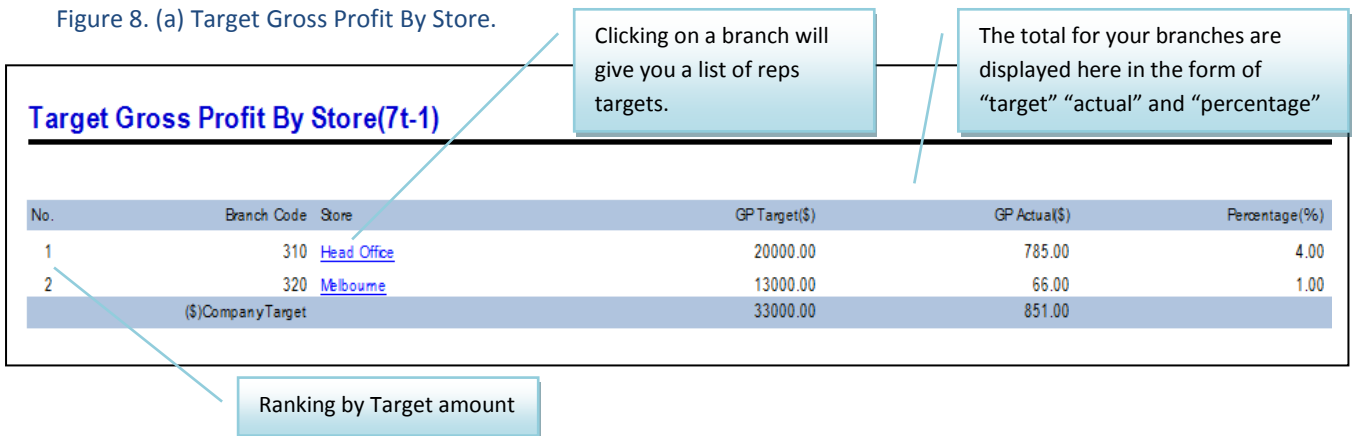 Figure 8. (a) Target Gross Profit By Store.
Clicking on a branch will
give you a list of reps
targets.
The total for your branches are
displayed here in the form of
“target” “actual” and “percentage”
Target Gross Profit By Store(7t-1)
No. Branch Code Store GP Target($) GP Actual($) Percentage(%)
1 310 Head Office 20000.00 785.00 4.00
2 320 Melbourne 13000.00 66.00 1.00
($)Company Target 33000.00 851.00
Ranking by Target amount